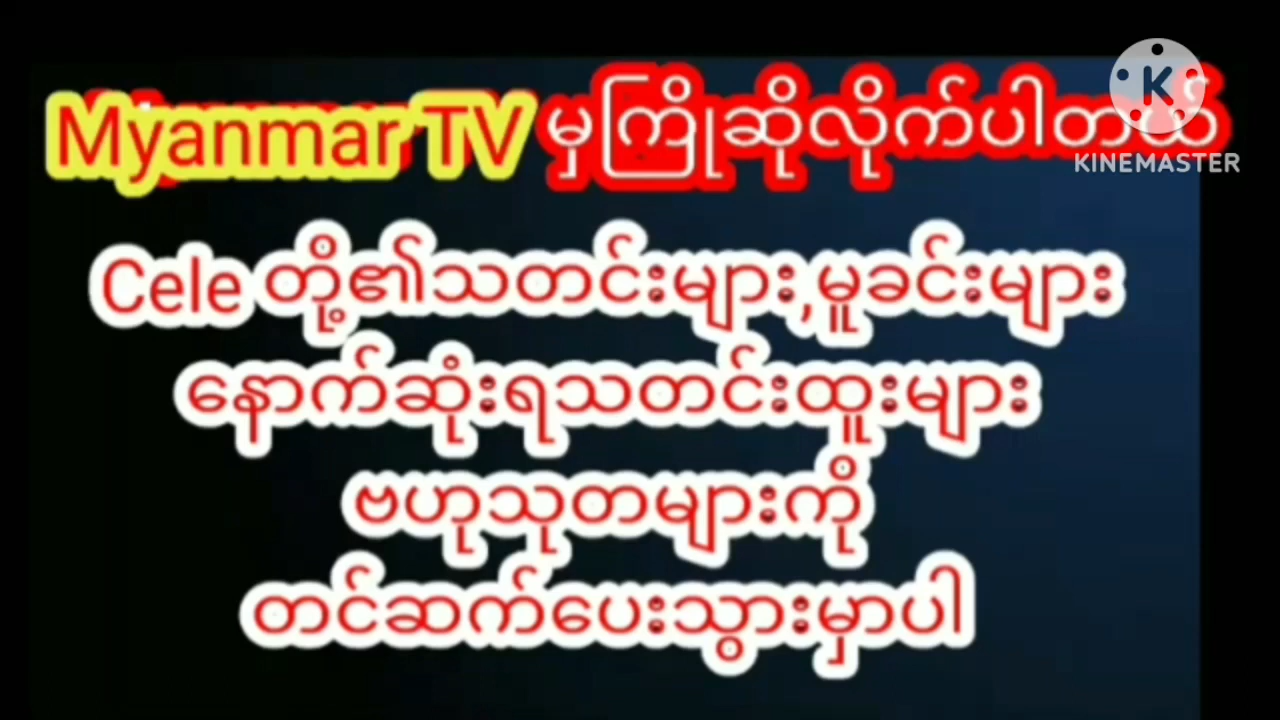 Myanmar TV မှကြိုဆိုလိုက်ပါတယ်
K
KINEMASTER
Cele တို့၏သတင်းများ,မူခင်းများ
နောက်ဆုံးရသတင်းထူးများ
ဗဟုသုတများကို
တင်ဆက်ပေးသွားမှာပါ